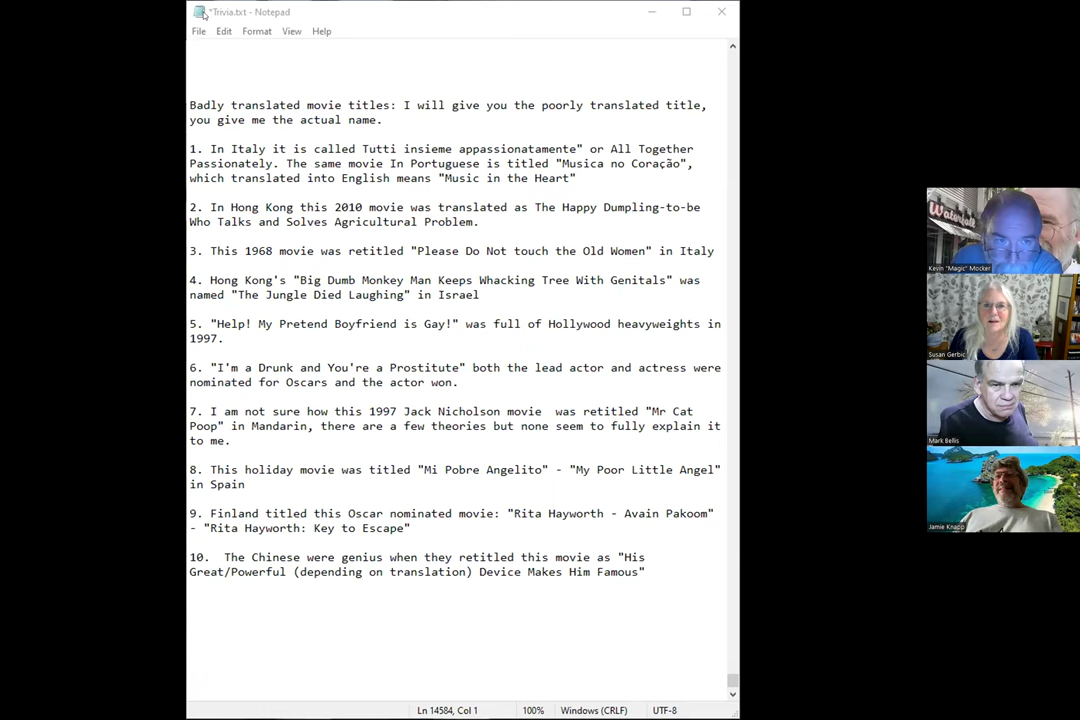 *Trivia.txt - Notepad
File Edit Format View Help
Badly translated movie titles: I will give you the poorly translated title,
you give me the actual name.
1. In Italy it is called Tutti insieme appassionatamente" or All Together
Passionately. The same movie In Portuguese is titled "Musica no Coração",
which translated into English means "Music in the Heart"
2. In Hong Kong this 2010 movie was translated as The Happy Dumpling-to-be
Who Talks and Solves Agricultural Problem.
3. This 1968 movie was retitled "Please Do Not touch the Old Women" in Italy
4. Hong Kong's "Big Dumb Monkey Man Keeps Whacking Tree With Genitals" was
named "The Jungle Died Laughing" in Israel
5. "Help! My Pretend Boyfriend is Gay!" was full of Hollywood heavyweights in
1997.
6. "I'm a Drunk and You're a Prostitute" both the lead actor and actress were
nominated for Oscars and the actor won.
7. I am not sure how this 1997 Jack Nicholson movie  was retitled "Mr Cat
Poop" in Mandarin, there are a few theories but none seem to fully explain it
to me.
8. This holiday movie was titled "Mi Pobre Angelito" - "My Poor Little Angel"
in Spain
9. Finland titled this Oscar nominated movie: "Rita Hayworth - Avain Pakoom"
- "Rita Hayworth: Key to Escape"
10.  The Chinese were genius when they retitled this movie as "His
Great/Powerful (depending on translation) Device Makes Him Famous"
Ln 14584, Col 1 100% Windows (CRLF) UTF-8
Waterfall
Kevin "Magic" Mocker
Susan Gerbic
Mark Bellis
Jamie Knapp